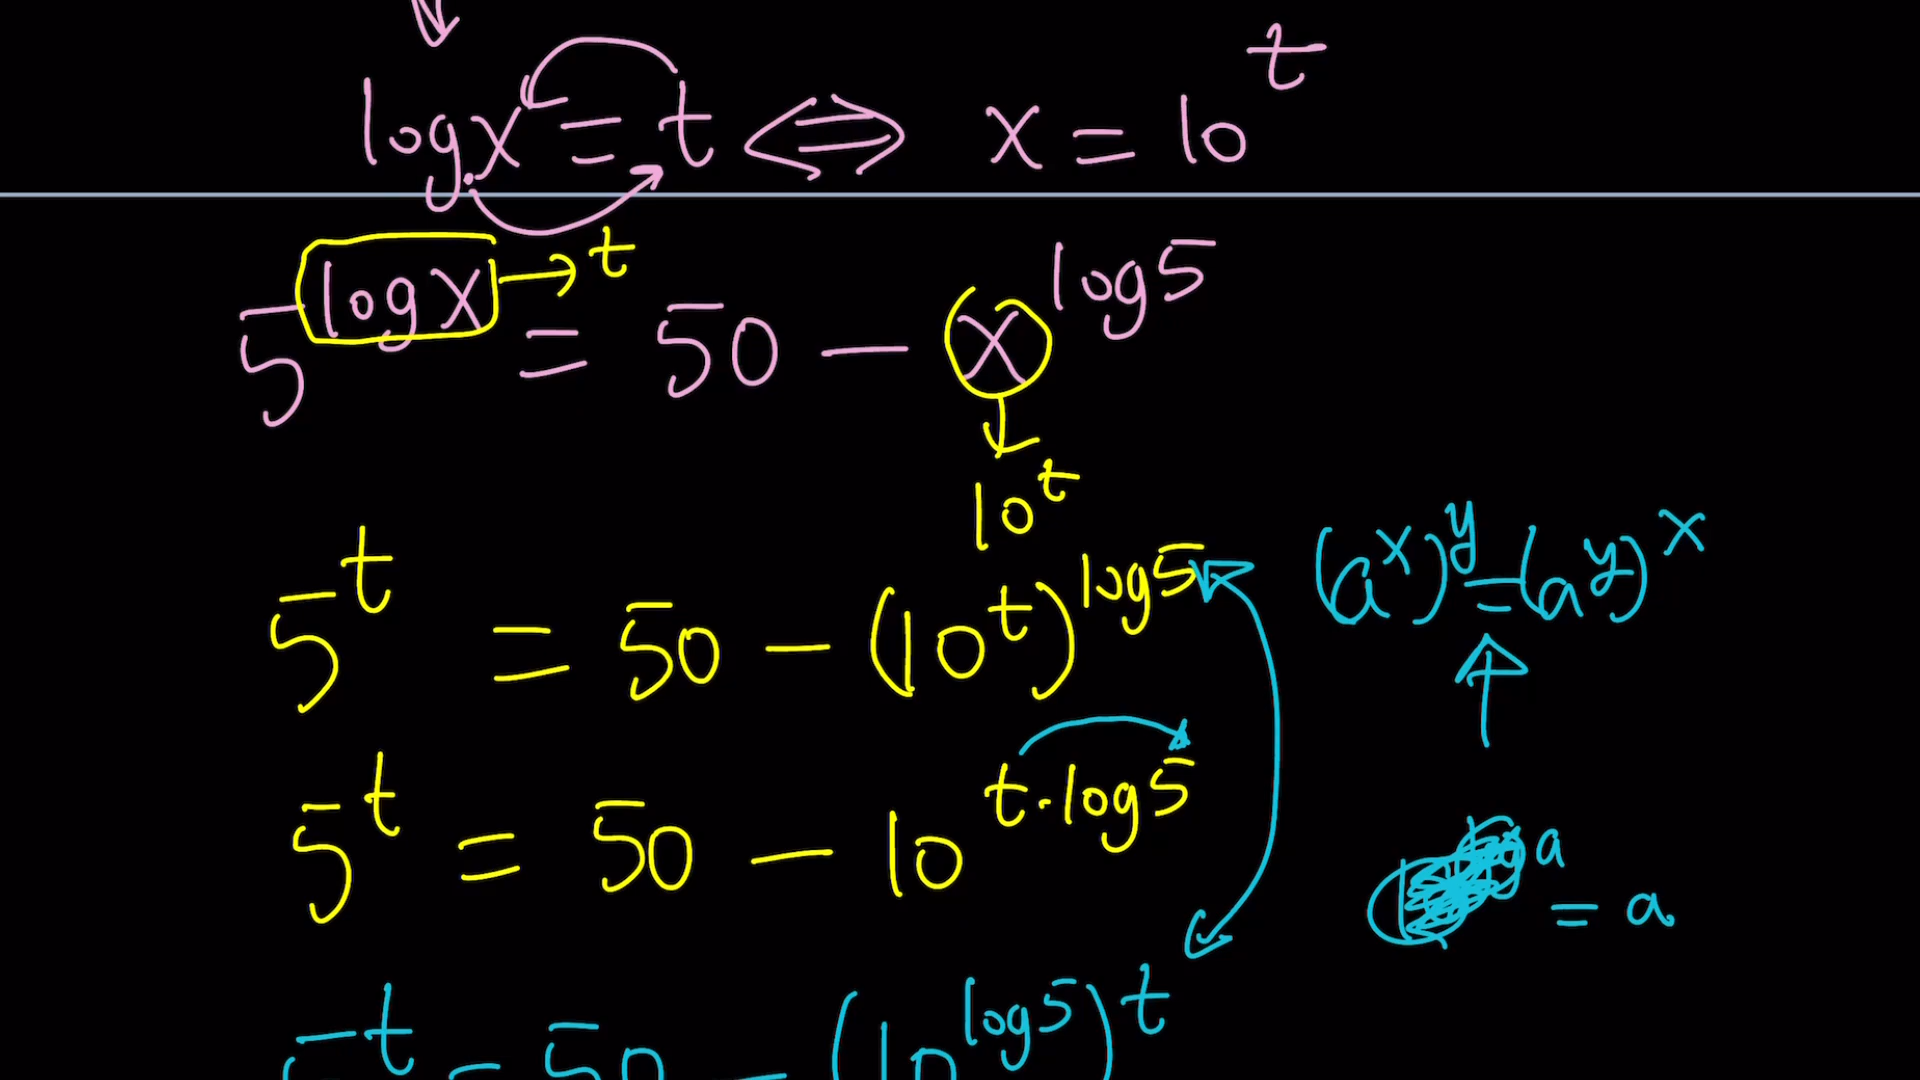 log x = t ⟺ x = 10^t
5^(log x) → t = 50 − x^(log 5)
10^t
5^t = 50 − (10^t)^(log 5)
(a^x)^y = (a^y)^x
5^t = 50 − 10^(t · log 5)
a = a
5^t = 50 − (10^(log 5))^t